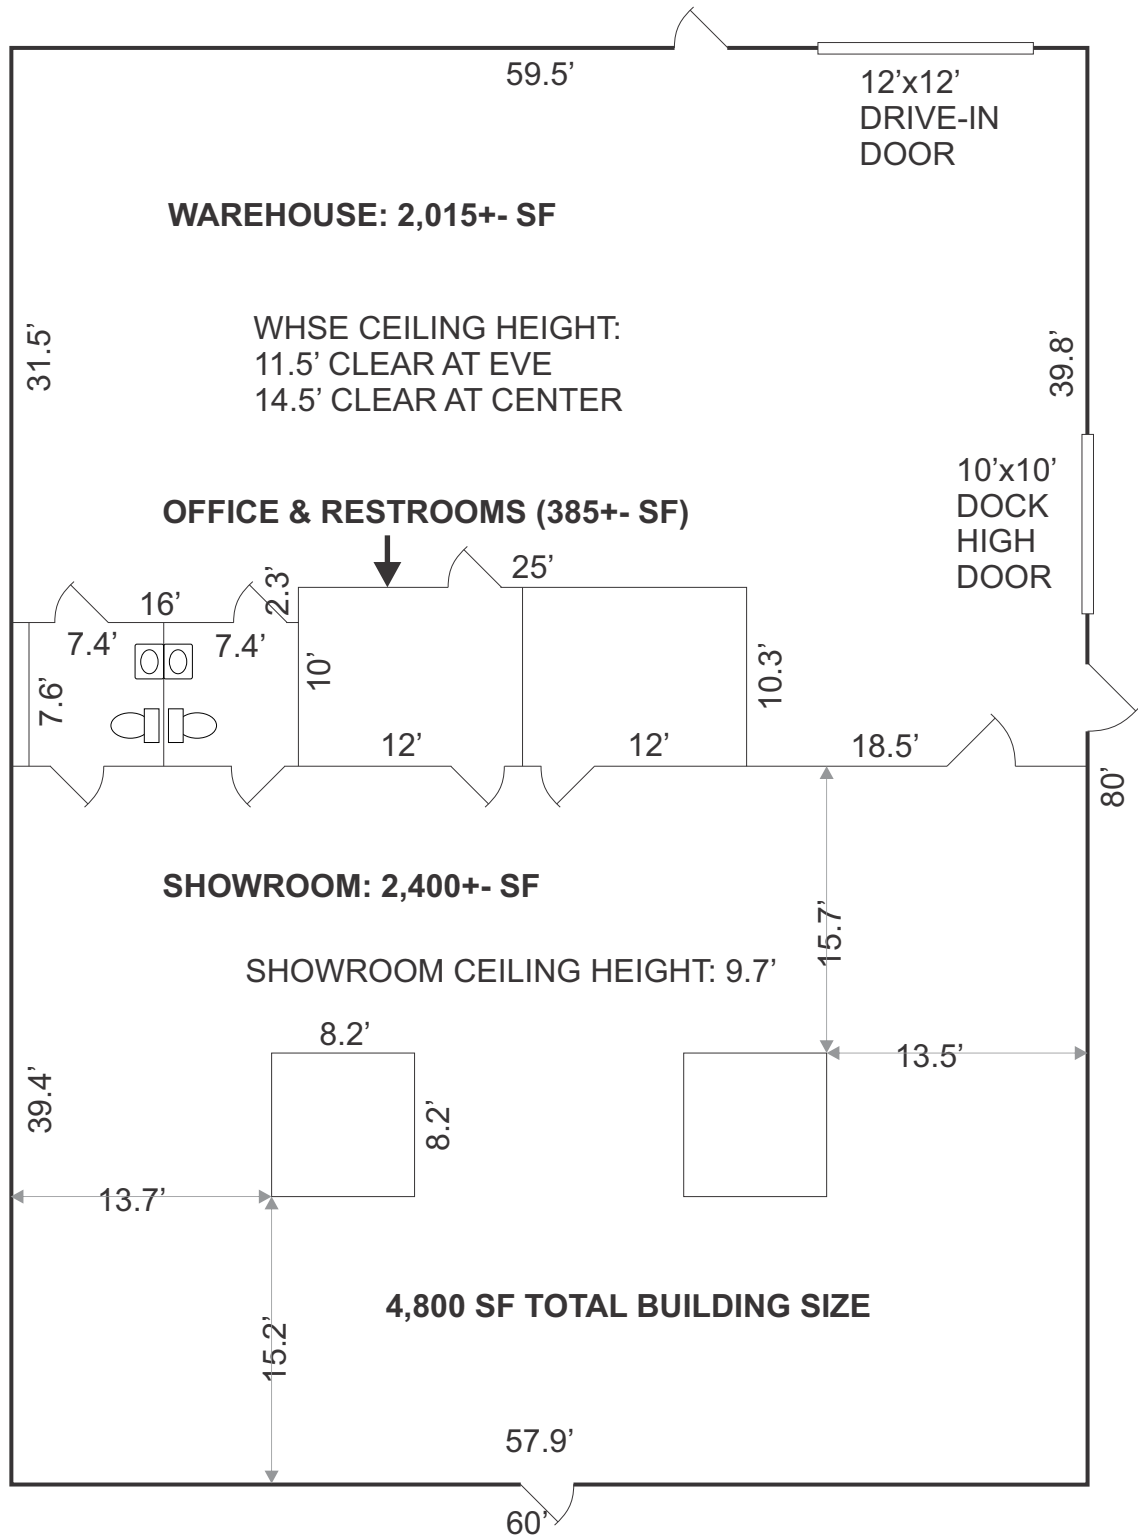 59.5’
12’x12’
DRIVE-IN
DOOR
WAREHOUSE: 2,015+- SF
31.5’
WHSE CEILING HEIGHT:
11.5’ CLEAR AT EVE
14.5’ CLEAR AT CENTER
39.8’
10’x10’
DOCK
HIGH
DOOR
OFFICE & RESTROOMS (385+- SF)
25’
2.3’
16’
7.4’
7.4’
7.6’
10’
10.3’
12’
12’
18.5’
80’
SHOWROOM: 2,400+- SF
15.7’
SHOWROOM CEILING HEIGHT: 9.7’
8.2’
13.5’
39.4’
8.2’
13.7’
4,800 SF TOTAL BUILDING SIZE
15.2’
57.9’
60’